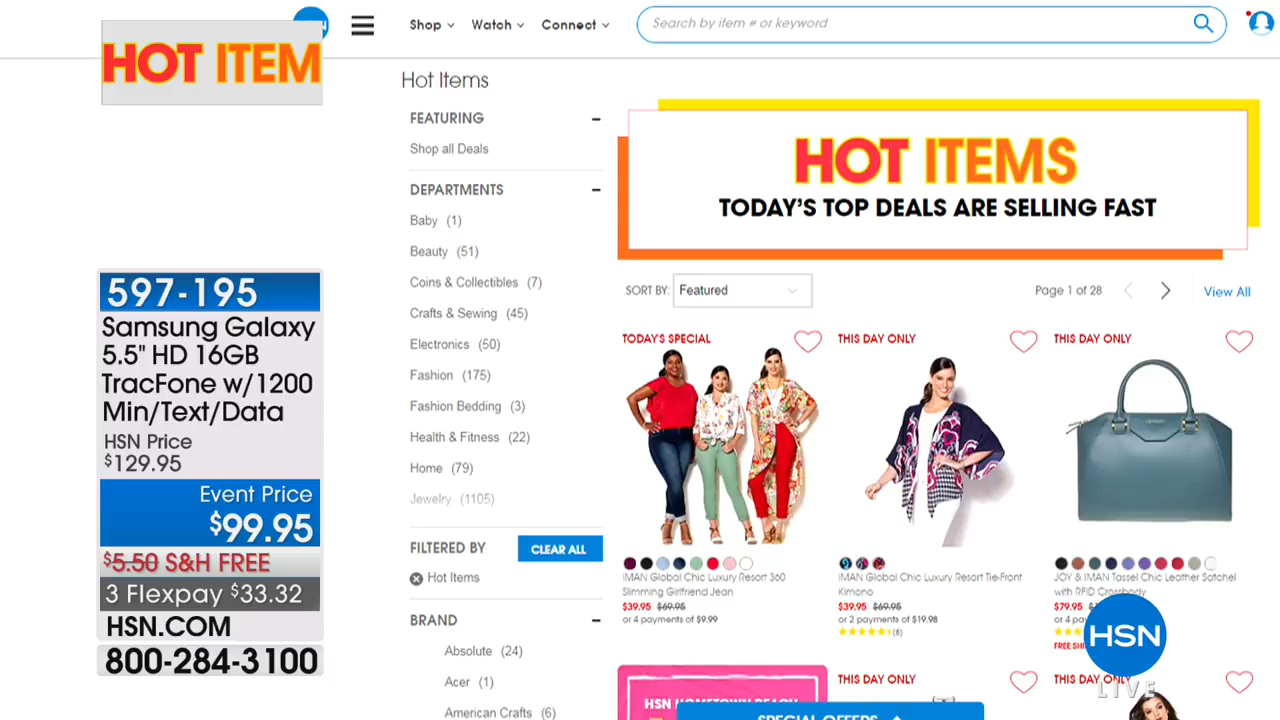 HOT ITEM
Shop
Watch
Connect
Search by item # or keyword
Hot Items
FEATURING
Shop all Deals
DEPARTMENTS
Baby (1)
Beauty (51)
Coins & Collectibles (7)
Crafts & Sewing (45)
Electronics (50)
Fashion (175)
Fashion Bedding (3)
Health & Fitness (22)
Home (79)
Jewelry (1105)
FILTERED BY
CLEAR ALL
Hot Items
BRAND
Absolute (24)
Acer (1)
American Crafts (6)
597-195
Samsung Galaxy
5.5" HD 16GB
TracFone w/1200
Min/Text/Data
HSN Price
$129.95
Event Price
$99.95
$5.50 S&H FREE
3 Flexpay $33.32
HSN.COM
800-284-3100
HOT ITEMS
TODAY'S TOP DEALS ARE SELLING FAST
SORT BY: Featured
Page 1 of 28
View All
TODAY'S SPECIAL
IMAN Global Chic Luxury Resort 360
Slimming Girlfriend Jean
$39.95 $69.95
or 4 payments of $9.99
THIS DAY ONLY
IMAN Global Chic Luxury Resort Tie-Front
Kimono
$39.95 $69.95
or 2 payments of $19.98
(8)
THIS DAY ONLY
JOY & IMAN Tassel Chic Leather Satchel
with RFID Crossbody
$79.95
or 4
FREE
HSN
LIVE
HSN HOMETOWN BEACH
THIS DAY ONLY
THIS DAY ONLY
SPECIAL OFFERS